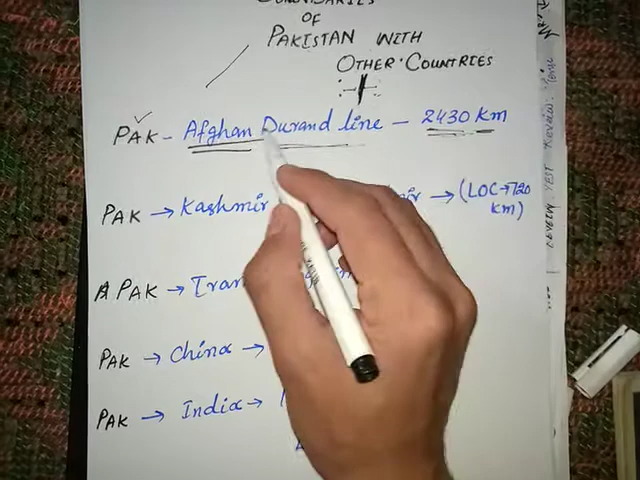 BOUNDARIES
OF
PAKISTAN WITH
OTHER COUNTRIES
PAK - Afghan Durand line - 2430 Km
PAK → Kashmir → (LOC → 720
km)
PAK → Iran
PAK → China →
PAK → India → (